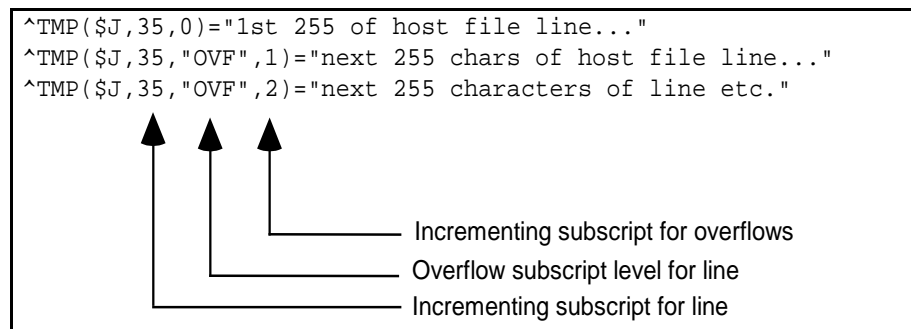 ^TMP($J,35,0)="1st 255 of host file line..."
^TMP($J,35,"OVF",1)="next 255 chars of host file line..."
^TMP($J,35,"OVF",2)="next 255 characters of line etc."
Incrementing subscript for overflows
Overflow subscript level for line
Incrementing subscript for line